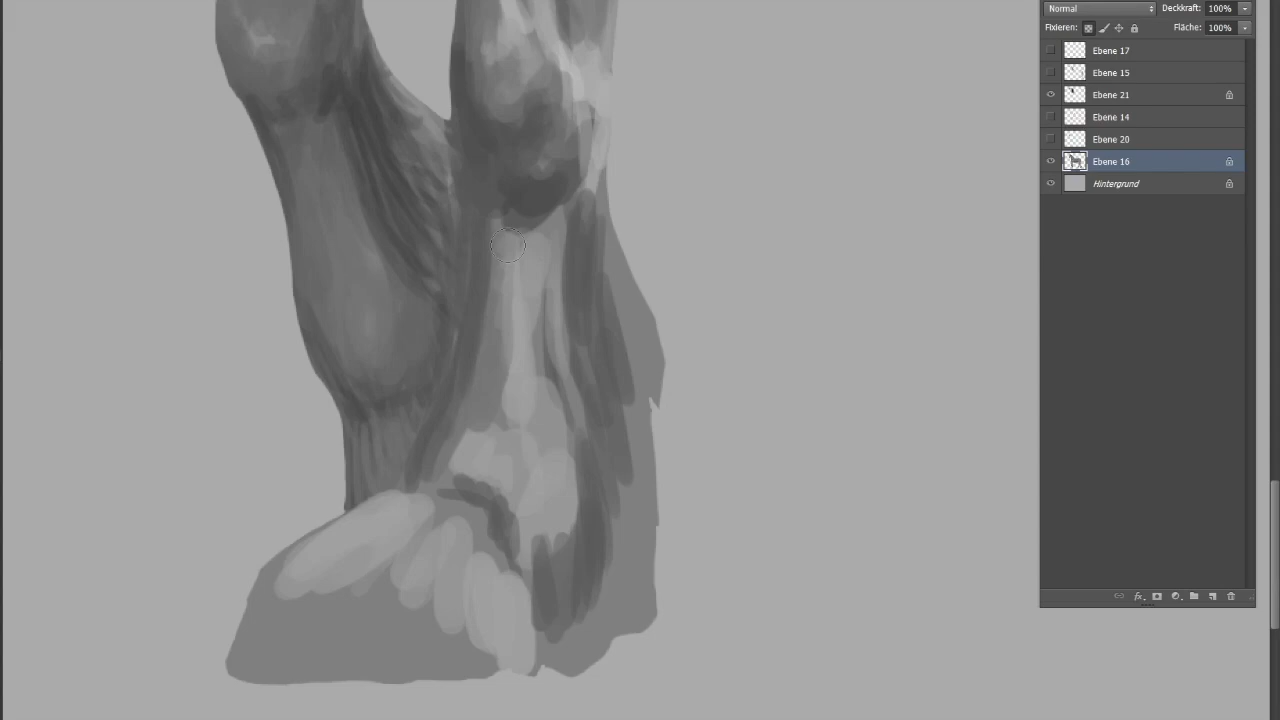 Normal Deckkraft: 100%
Fixieren: Fläche: 100%
Ebene 17
Ebene 15
Ebene 21
Ebene 14
Ebene 20
Ebene 16
Hintergrund
fx